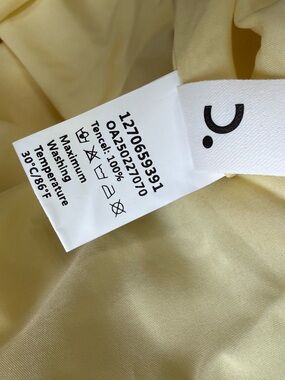 1270659391
OA250227070
Tencel: 100%
Maximum
Washing
Temperature
30°C/86°F